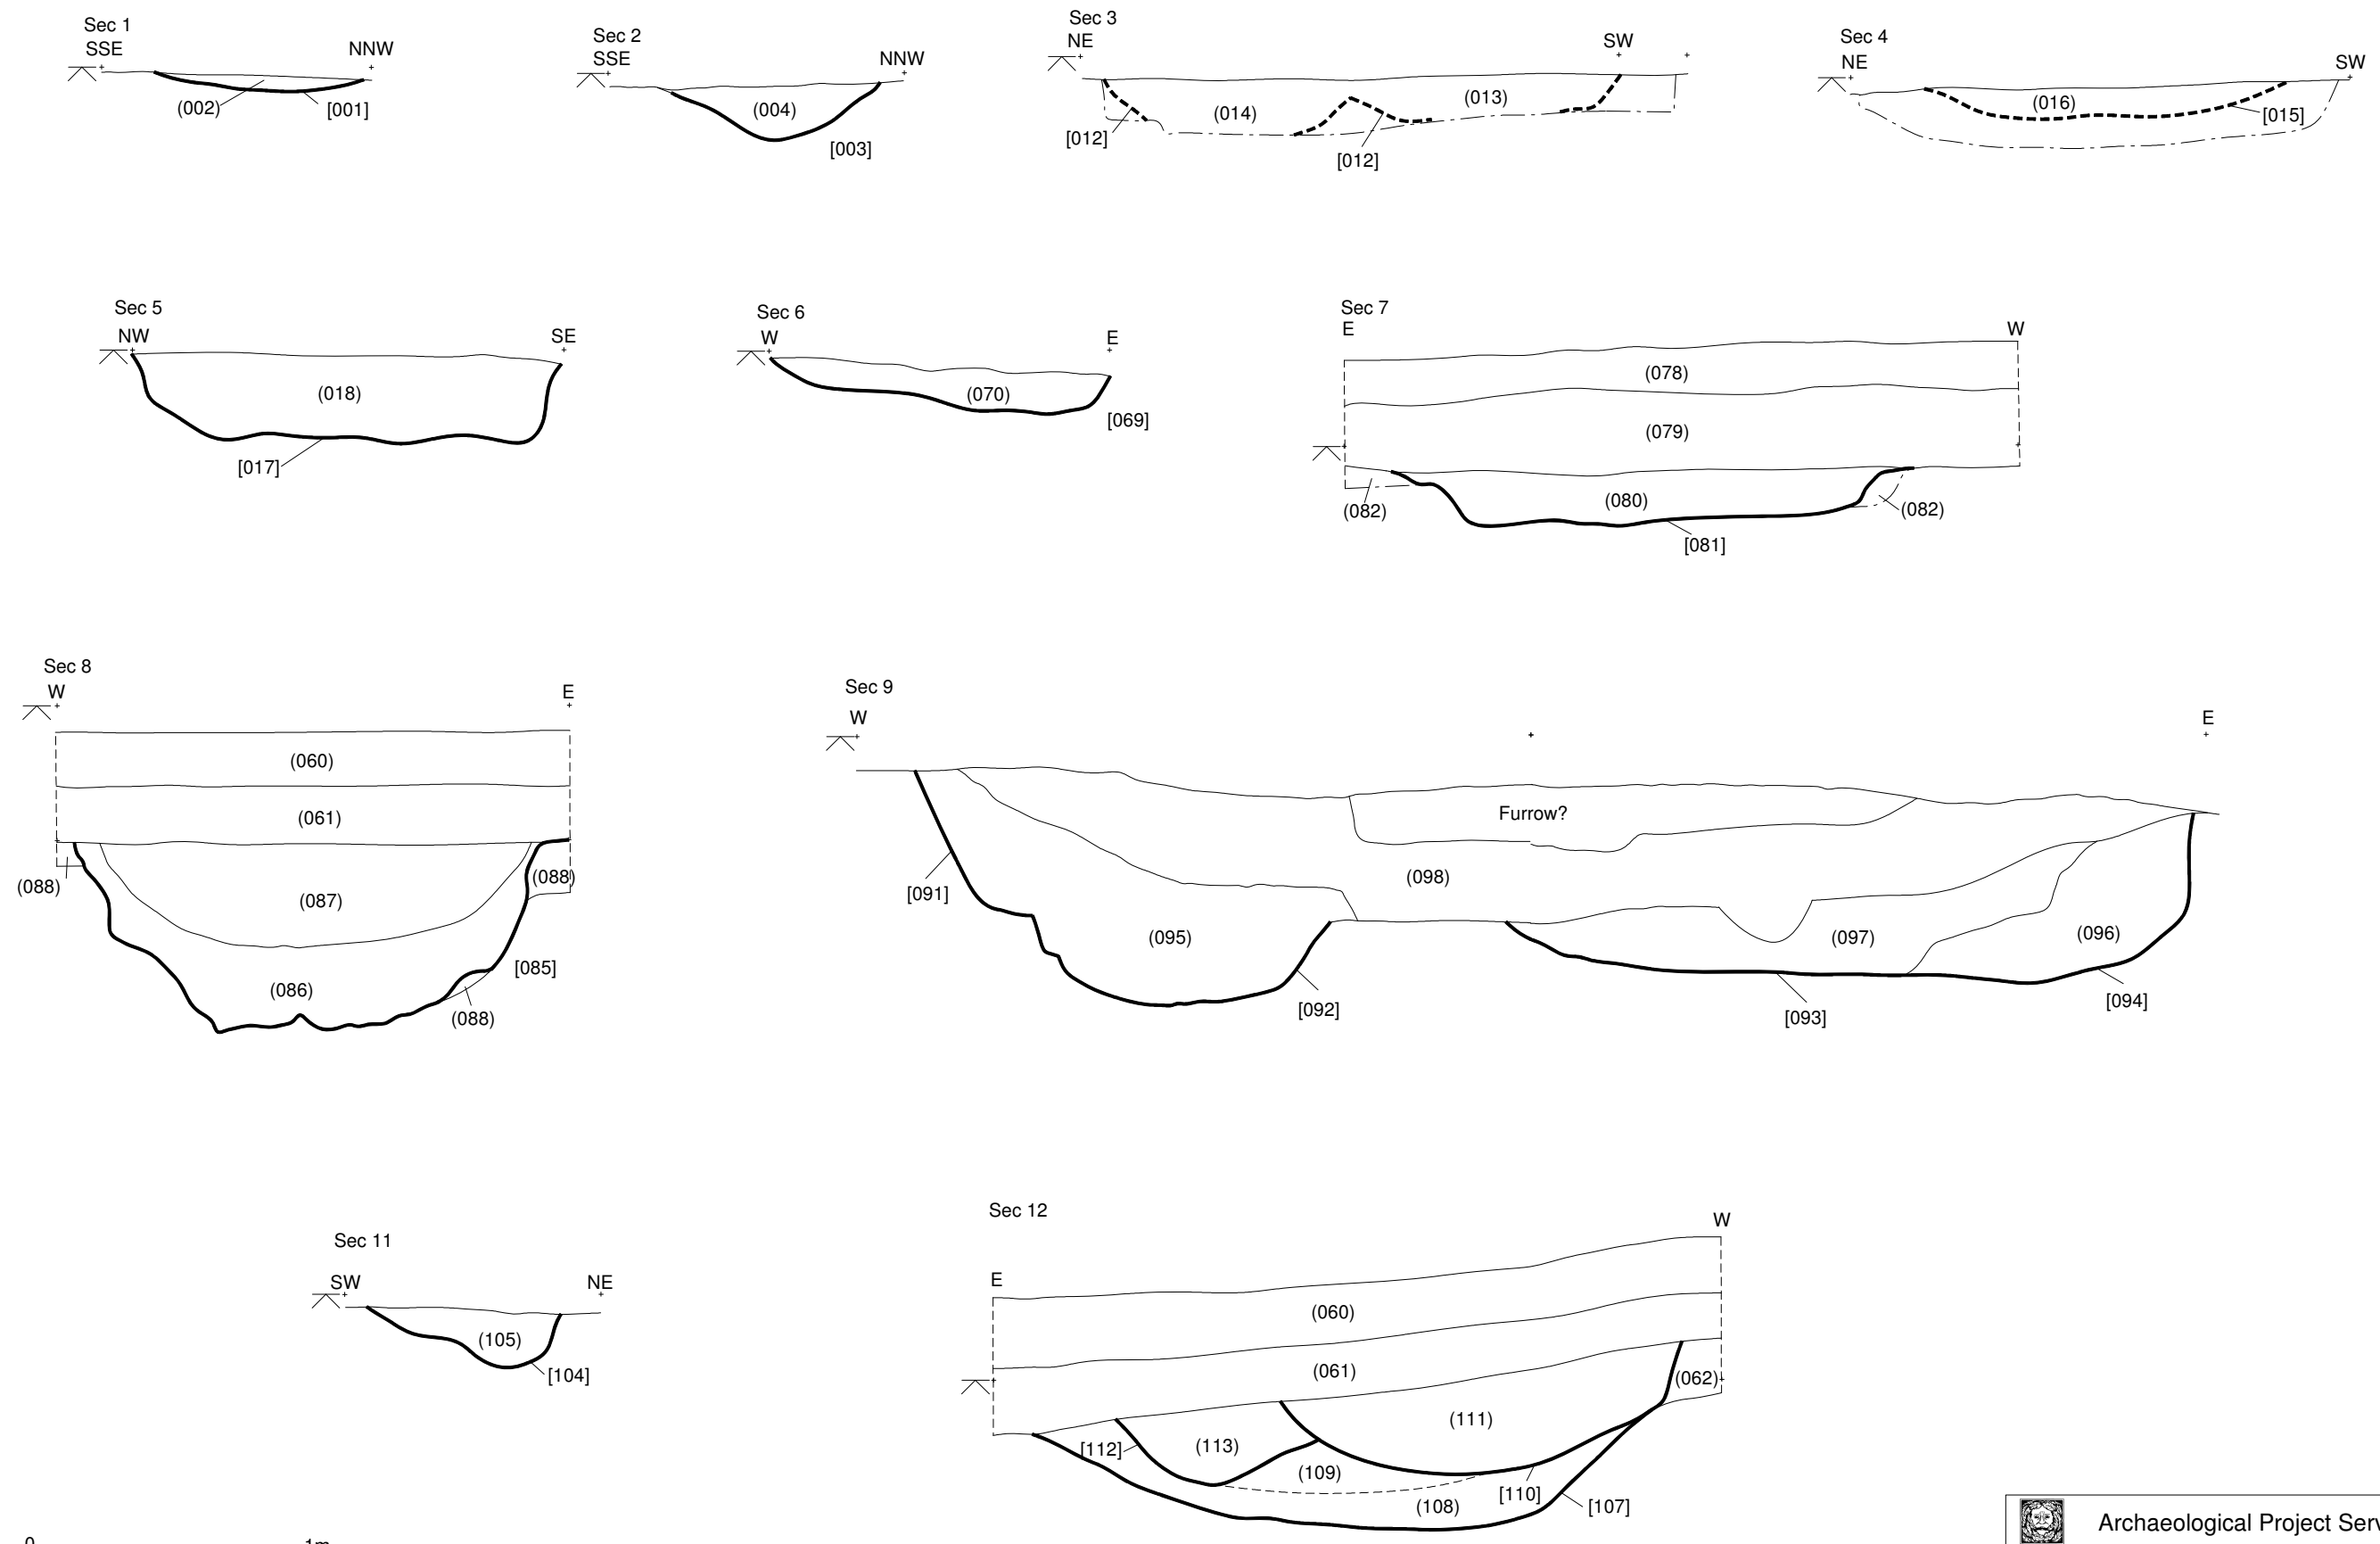 Sec 1
SSE
NNW
(002)
[001]
Sec 2
SSE
NNW
(004)
[003]
Sec 3
NE
SW
(014)
(013)
[012]
[012]
Sec 4
NE
SW
(016)
[015]
Sec 5
NW
SE
(018)
[017]
Sec 6
W
E
(070)
[069]
Sec 7
E
W
(078)
(079)
(080)
(082)
(082)
[081]
Sec 8
W
E
(060)
(061)
(088)
(088)
(087)
[085]
(086)
(088)
Sec 9
W
E
Furrow?
[091]
(098)
(095)
(097)
(096)
[092]
[093]
[094]
Sec 11
SW
NE
(105)
[104]
Sec 12
W
E
(060)
(061)
(062)
(111)
[112]
(113)
(109)
[110]
(108)
[107]
Archaeological Project Serv